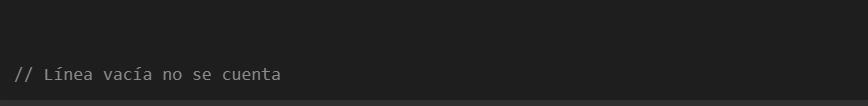 // Línea vacía no se cuenta